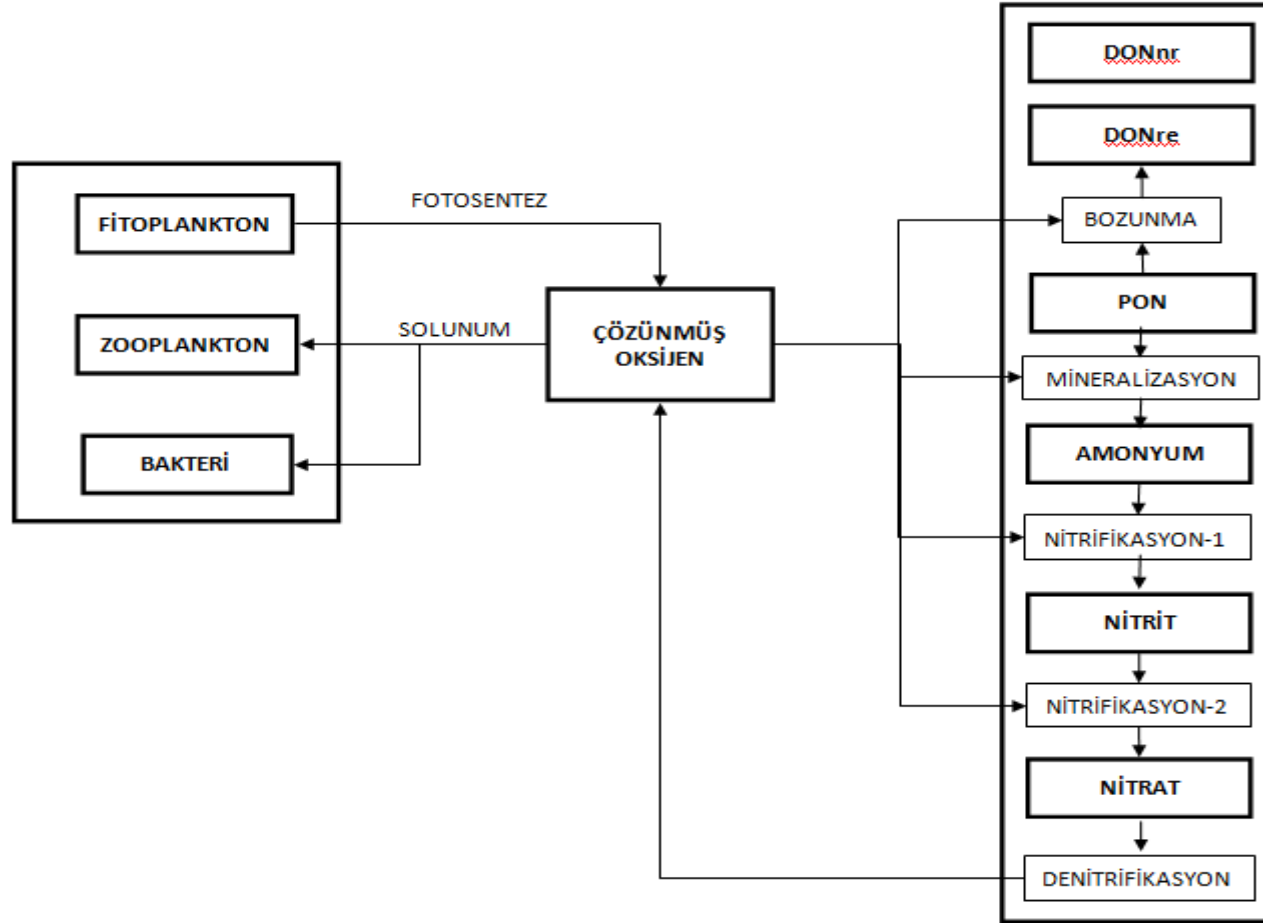 FİTOPLANKTON
ZOOPLANKTON
BAKTERİ
FOTOSENTEZ
SOLUNUM
ÇÖZÜNMÜŞ
OKSİJEN
DONnr
DONre
BOZUNMA
PON
MİNERALİZASYON
AMONYUM
NİTRİFİKASYON-1
NİTRİT
NİTRİFİKASYON-2
NİTRAT
DENİTRİFİKASYON